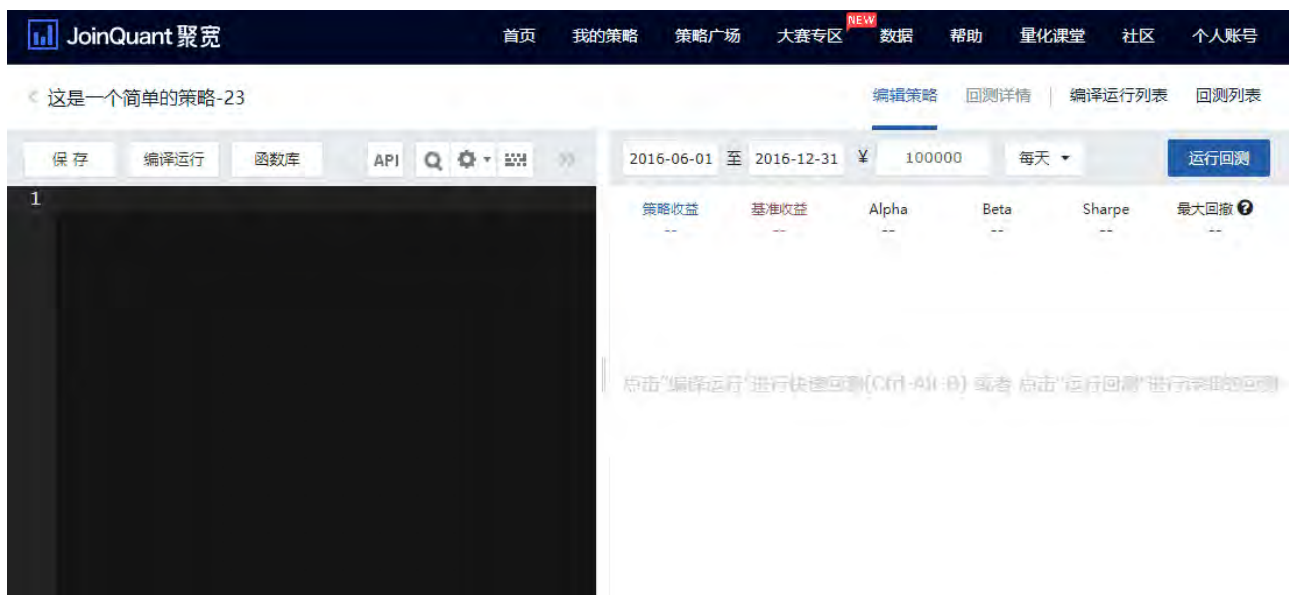 JoinQuant 聚宽 首页 我的策略 策略广场 大赛专区 NEW 数据 帮助 量化课堂 社区 个人账号
< 这是一个简单的策略-23 编辑策略 回测详情 | 编译运行列表 回测列表
保存 编译运行 函数库 API 2016-06-01 至 2016-12-31 ¥ 100000 每天 运行回测
1
策略收益 基准收益 Alpha Beta Sharpe 最大回撤
-- -- -- -- -- --
点击"编译运行"进行快速回测(Ctrl-Alt-B) 或者 点击"运行回测"进行详细的回测